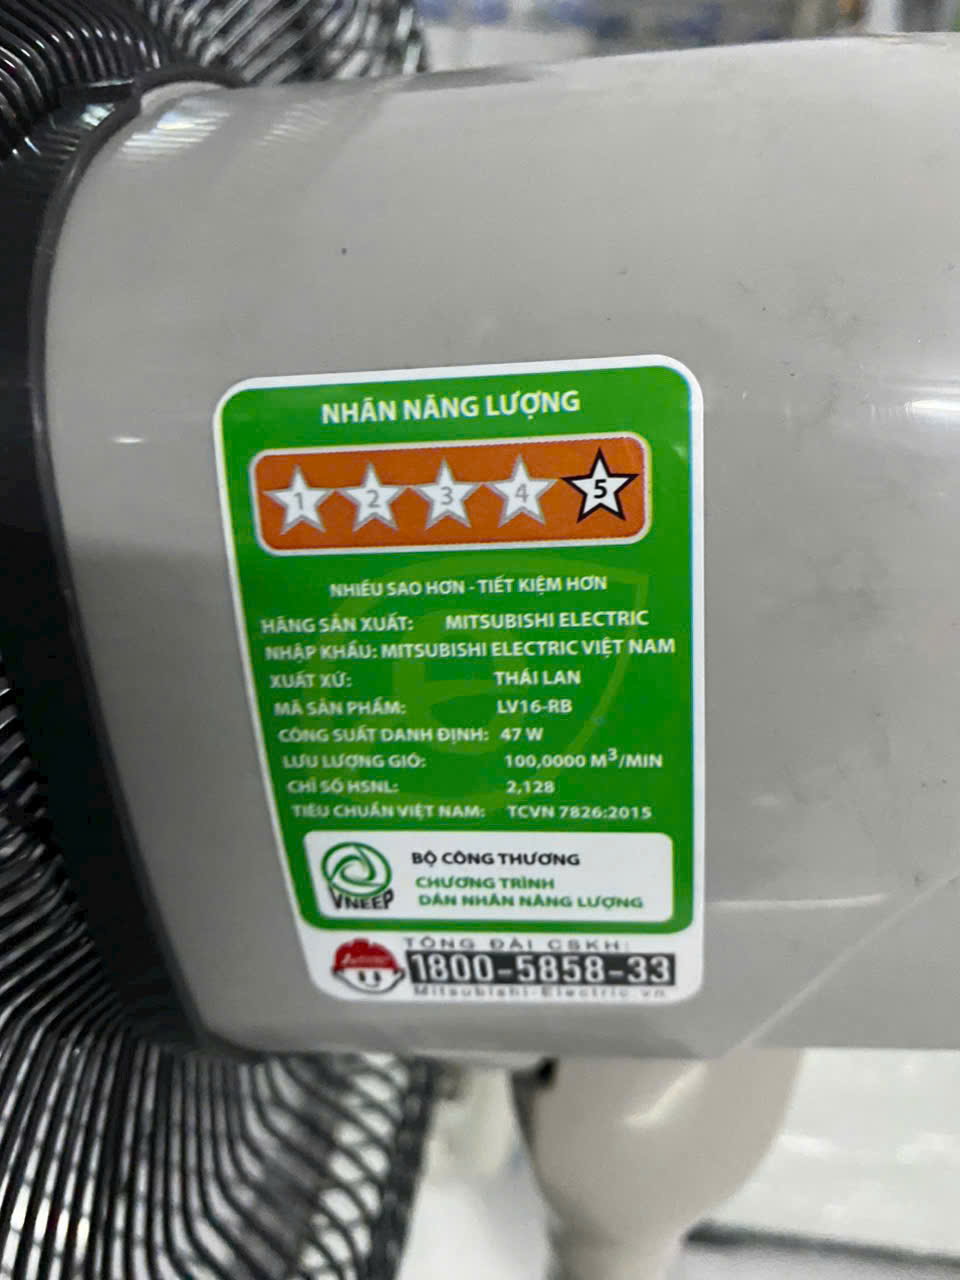 NHÃN NĂNG LƯỢNG
1 2 3 4 5
NHIỀU SAO HƠN - TIẾT KIỆM HƠN
HÃNG SẢN XUẤT: MITSUBISHI ELECTRIC
NHẬP KHẨU: MITSUBISHI ELECTRIC VIỆT NAM
XUẤT XỨ: THÁI LAN
MÃ SẢN PHẨM: LV16-RB
CÔNG SUẤT DANH ĐỊNH: 47 W
LƯU LƯỢNG GIÓ: 100,0000 M³/MIN
CHỈ SỐ HSNL: 2,128
TIÊU CHUẨN VIỆT NAM: TCVN 7826:2015
VNEEP
BỘ CÔNG THƯƠNG
CHƯƠNG TRÌNH
DÁN NHÃN NĂNG LƯỢNG
TỔNG ĐÀI CSKH:
1800-5858-33
Mitsubishi-Electric.vn